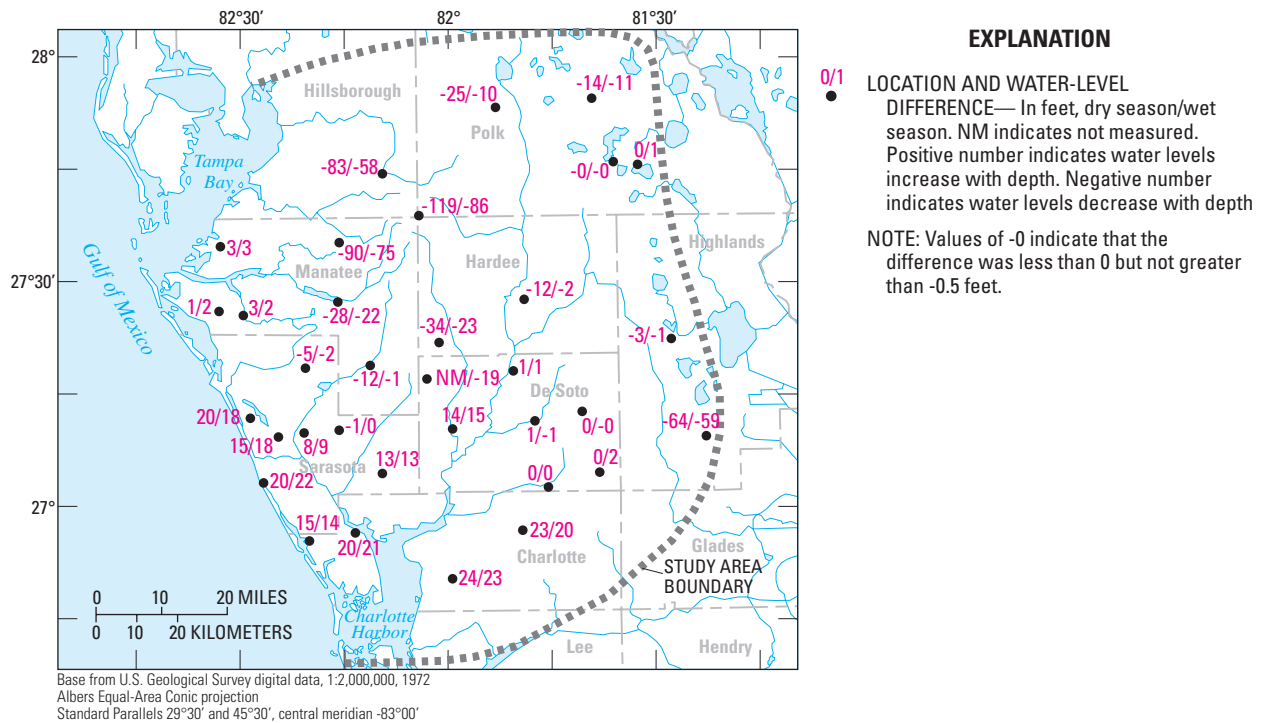 82°30′ 82° 81°30′
EXPLANATION
28°
Hillsborough
-25/-10
-14/-11
Polk
Tampa
Bay
-83/-58
0/1
-0/-0
-119/-86
3/3
-90/-75
Manatee
Hardee
Highlands
27°30′
Gulf of Mexico
1/2
3/2
-28/-22
-12/-2
-34/-23
-3/-1
-5/-2
-12/-1
NM/-19
1/1
De Soto
20/18
15/18
8/9
-1/0
14/15
1/-1
0/-0
-64/-59
Sarasota
13/13
0/2
20/22
0/0
27°
15/14
20/21
23/20
Charlotte
Glades
STUDY AREA
BOUNDARY
24/23
0 10 20 MILES
0 10 20 KILOMETERS
Charlotte
Harbor
Lee
Hendry
Base from U.S. Geological Survey digital data, 1:2,000,000, 1972
Albers Equal-Area Conic projection
Standard Parallels 29°30′ and 45°30′, central meridian -83°00′
0/1
LOCATION AND WATER-LEVEL
DIFFERENCE— In feet, dry season/wet
season. NM indicates not measured.
Positive number indicates water levels
increase with depth. Negative number
indicates water levels decrease with depth
NOTE: Values of -0 indicate that the
difference was less than 0 but not greater
than -0.5 feet.